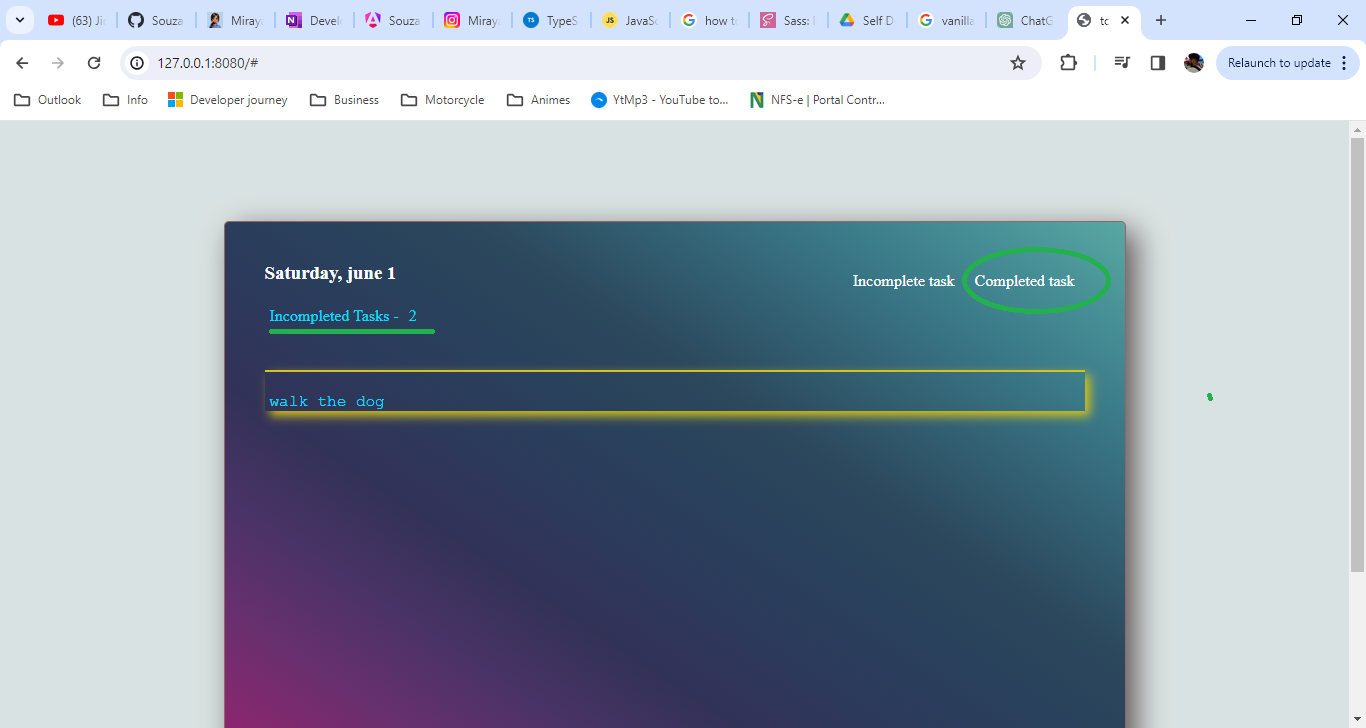 (63) Ji
Souza
Miray
Devel
Souza
Miray
TypeS
JavaSc
how to
Sass:
Self D
vanilla
ChatG
tc
127.0.0.1:8080/#
Relaunch to update
Outlook
Info
Developer journey
Business
Motorcycle
Animes
YtMp3 - YouTube to...
NFS-e | Portal Contr...
Saturday, june 1
Incomplete task
Completed task
Incompleted Tasks - 2
walk the dog